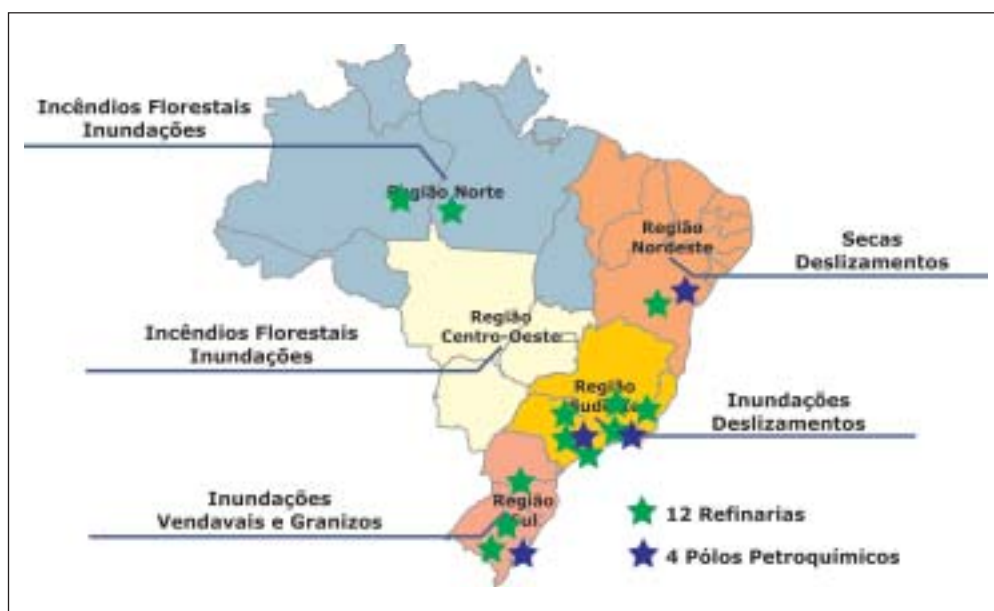 Incêndios Florestais
Inundações
Região Norte
Região
Nordeste
Secas
Deslizamentos
Incêndios Florestais
Inundações
Região
Centro-Oeste
Região
Inundações
Deslizamentos
Inundações
Vendavais e Granizos
Região
Sul
12 Refinarias
4 Pólos Petroquímicos